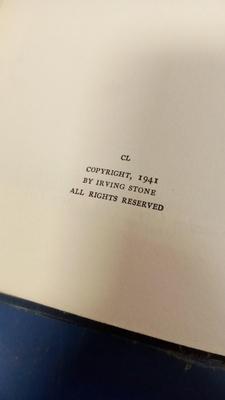 CL
COPYRIGHT, 1941
BY IRVING STONE
ALL RIGHTS RESERVED